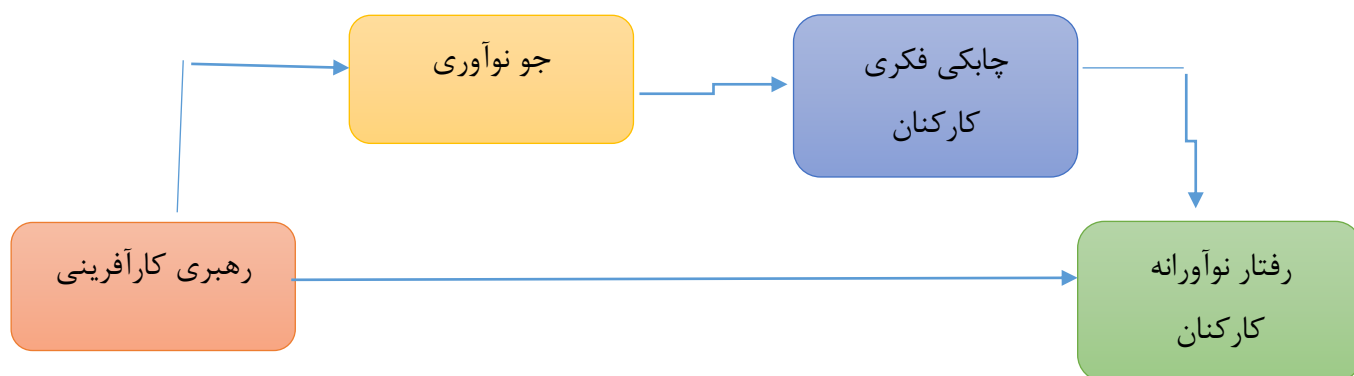 جو نوآوری
چابکی فکری
کارکنان
رهبری کارآفرینی
رفتار نوآورانه
کارکنان